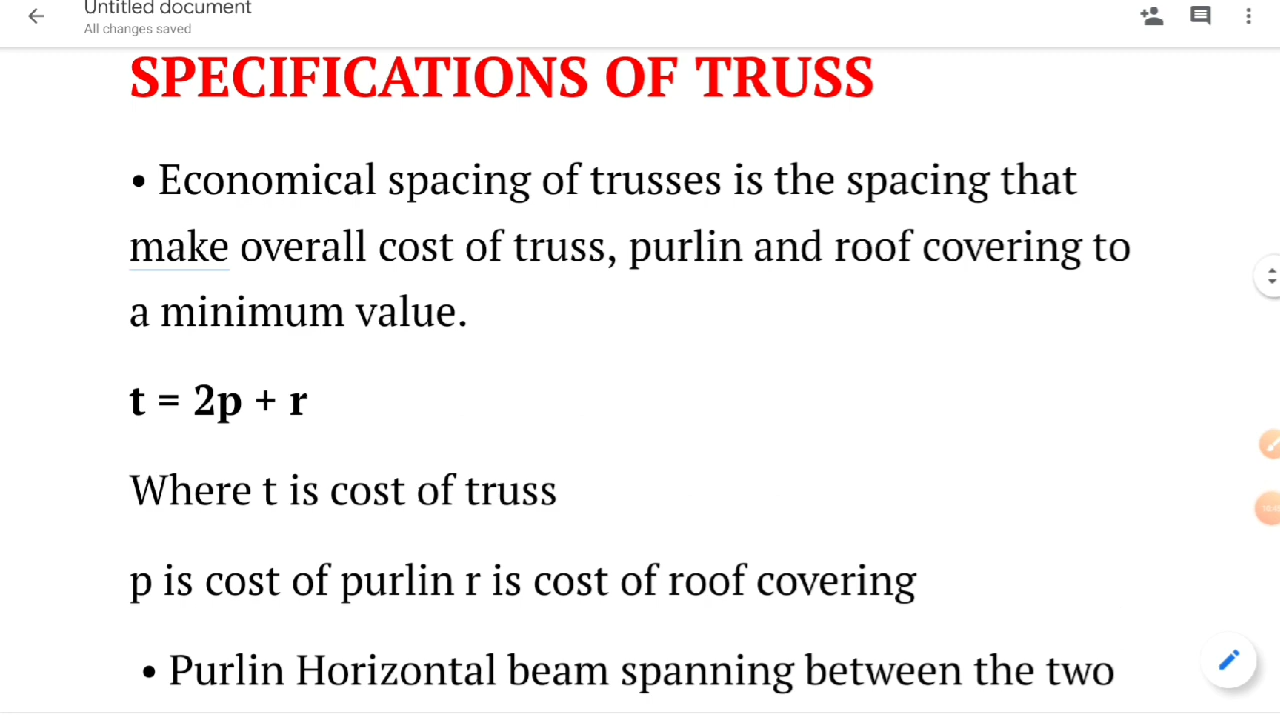 Untitled document
All changes saved
SPECIFICATIONS OF TRUSS
• Economical spacing of trusses is the spacing that
make overall cost of truss, purlin and roof covering to
a minimum value.
t = 2p + r
Where t is cost of truss
p is cost of purlin r is cost of roof covering
• Purlin Horizontal beam spanning between the two